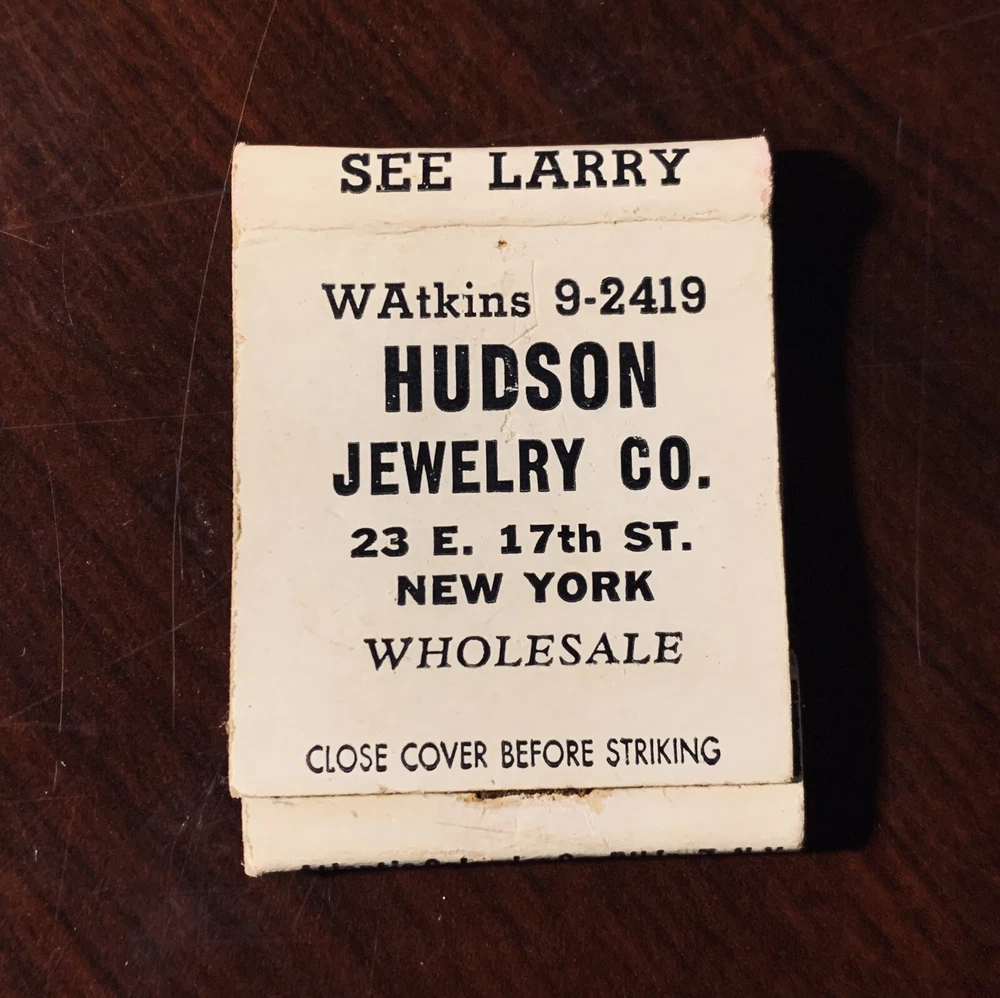 SEE LARRY
WAtkins 9-2419
HUDSON
JEWELRY CO.
23 E. 17th ST.
NEW YORK
WHOLESALE
CLOSE COVER BEFORE STRIKING